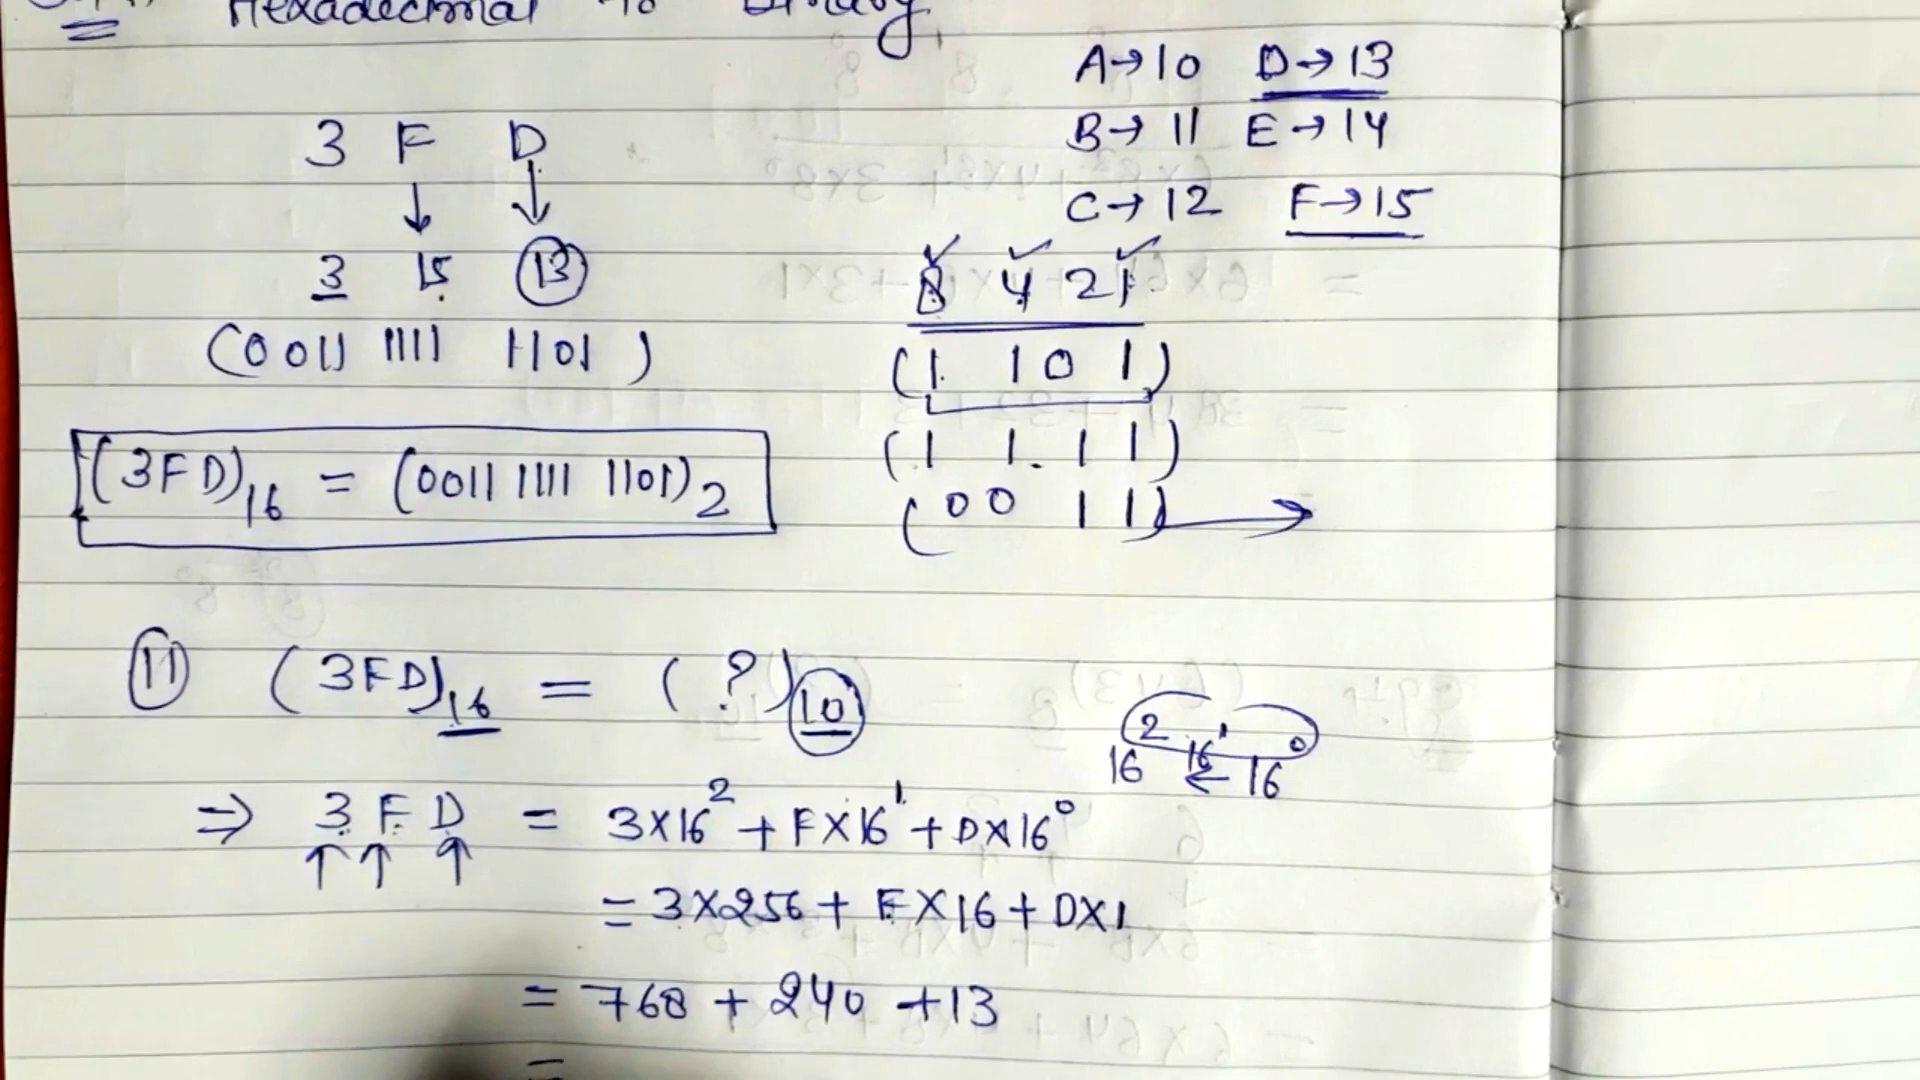 Hexadecimal to Binary
A→10 D→13
B→11 E→14
C→12 F→15
3 F D
↓ ↓
3 15 13
(0011 1111 1101)
8 4 2 1
(1 1 0 1)
(1 1 1 1)
(0 0 1 1)→
(3FD)16 = (0011 1111 1101)2
11 (3FD)16 = (?)10
2 1 0
16 16 16
⇒ 3 F D = 3×16² + F×16¹ + D×16⁰
↑ ↑ ↑
= 3×256 + F×16 + D×1
= 768 + 240 + 13
=